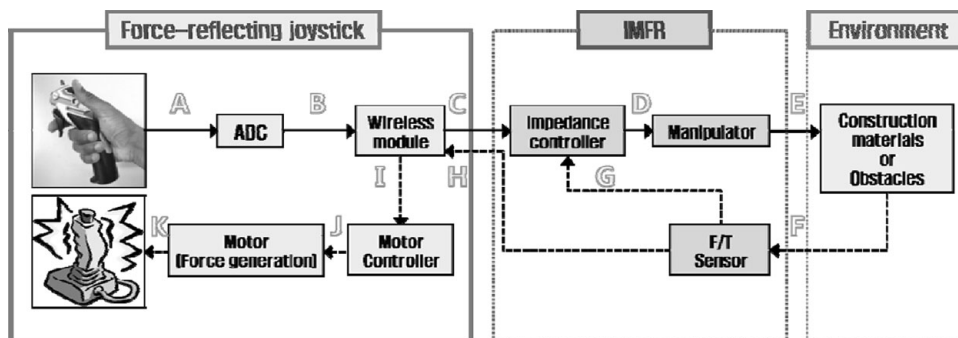 Force-reflecting joystick
IMFR
Environment
A
B
C
D
E
ADC
Wireless
module
Impedance
controller
Manipulator
Construction
materials
or
Obstacles
I
H
G
F
K
J
Motor
(Force generation)
Motor
Controller
F/T
Sensor